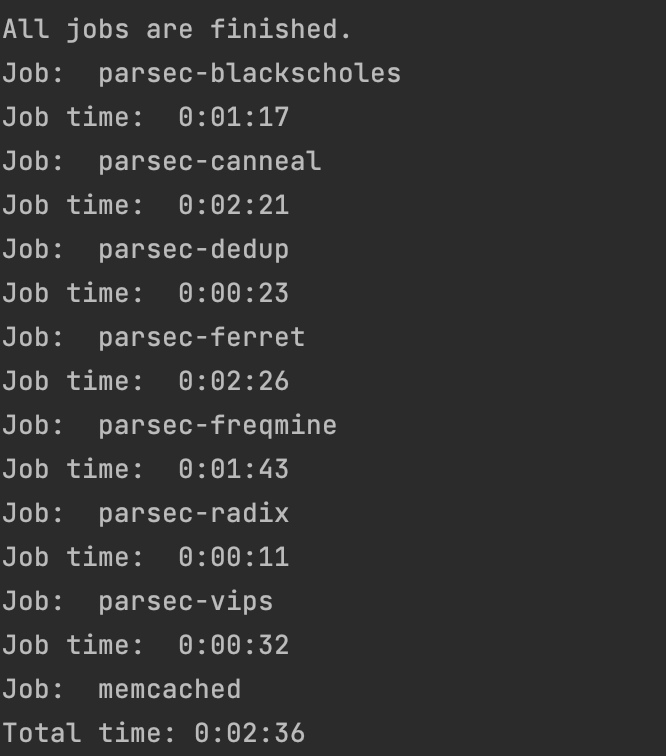 All jobs are finished.
Job:  parsec-blackscholes
Job time:  0:01:17
Job:  parsec-canneal
Job time:  0:02:21
Job:  parsec-dedup
Job time:  0:00:23
Job:  parsec-ferret
Job time:  0:02:26
Job:  parsec-freqmine
Job time:  0:01:43
Job:  parsec-radix
Job time:  0:00:11
Job:  parsec-vips
Job time:  0:00:32
Job:  memcached
Total time: 0:02:36